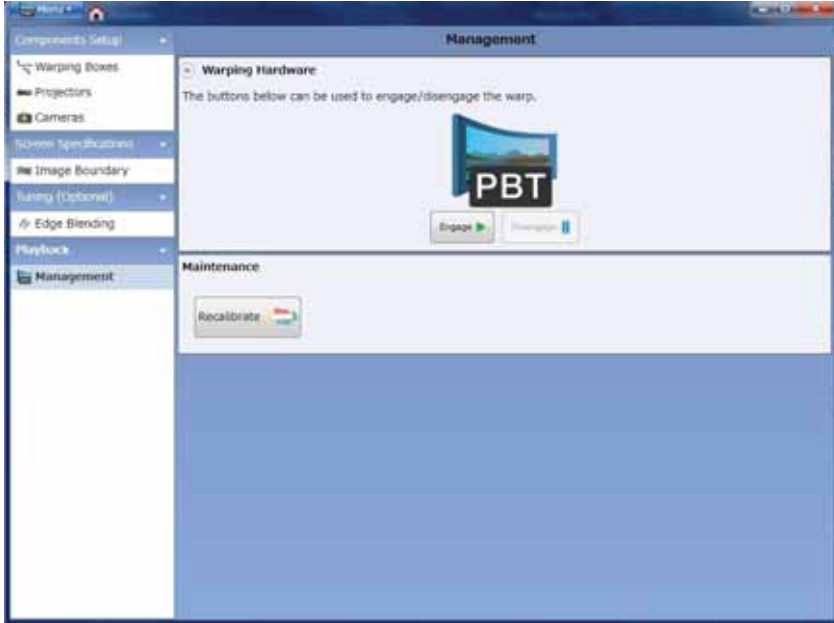 Menu
Components Setup
Management
Warping Boxes
Projectors
Cameras
Screen Specifications
Image Boundary
Tuning (Optional)
Edge Blending
Playback
Management
Warping Hardware
The buttons below can be used to engage/disengage the warp.
PBT
Engage
Disengage
Maintenance
Recalibrate